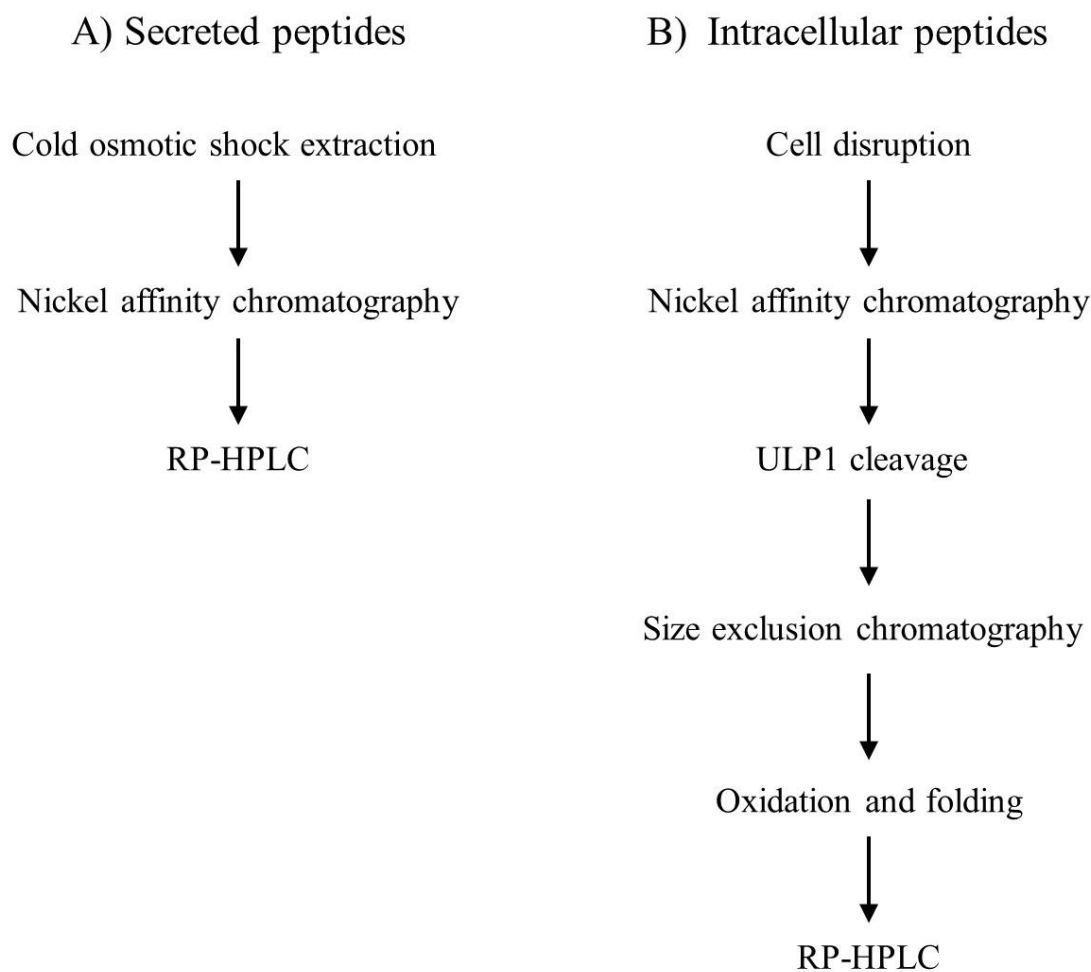 A) Secreted peptides
Cold osmotic shock extraction
Nickel affinity chromatography
RP-HPLC
B) Intracellular peptides
Cell disruption
Nickel affinity chromatography
ULP1 cleavage
Size exclusion chromatography
Oxidation and folding
RP-HPLC